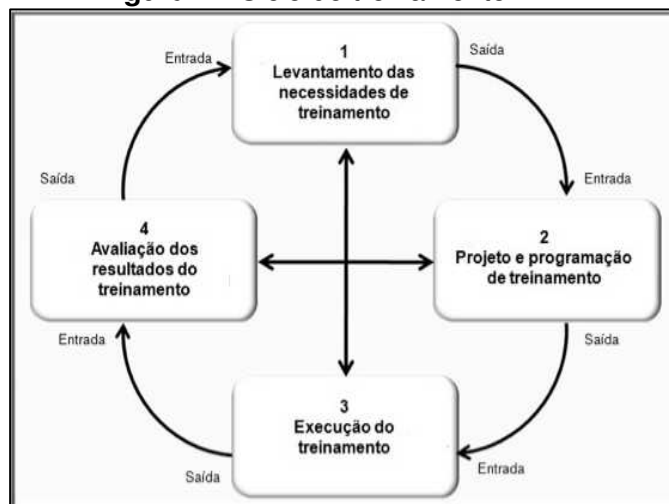 Entrada
1
Levantamento das
necessidades de
treinamento
Saída
Entrada
2
Projeto e programação
de treinamento
Saída
Entrada
3
Execução do
treinamento
Saída
Entrada
4
Avaliação dos
resultados do
treinamento
Saída